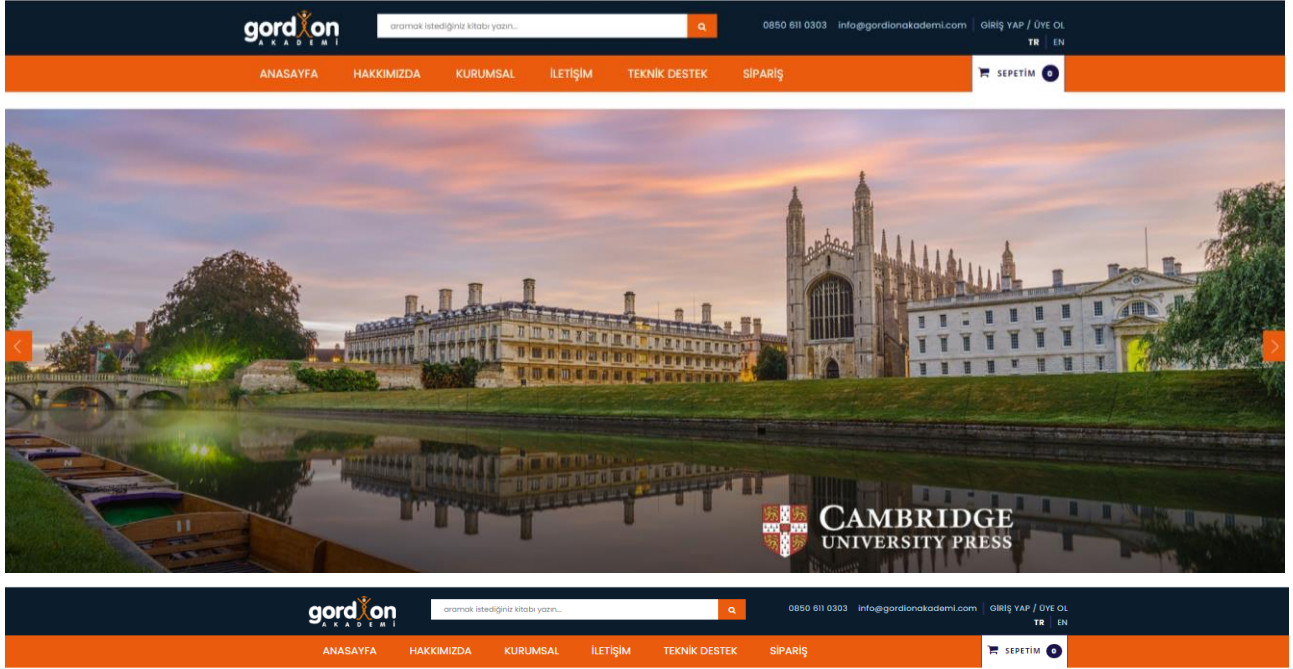 gordion
AKADEMİ
aramak istediğiniz kitabı yazın...
0850 611 0303 info@gordionakademi.com GİRİŞ YAP / ÜYE OL
TR EN
ANASAYFA HAKKIMIZDA KURUMSAL İLETİŞİM TEKNİK DESTEK SİPARİŞ SEPETİM 0
N
11
CAMBRIDGE
UNIVERSITY PRESS
gordion
AKADEMİ
aramak istediğiniz kitabı yazın...
0850 611 0303 info@gordionakademi.com GİRİŞ YAP / ÜYE OL
TR EN
ANASAYFA HAKKIMIZDA KURUMSAL İLETİŞİM TEKNİK DESTEK SİPARİŞ SEPETİM 0